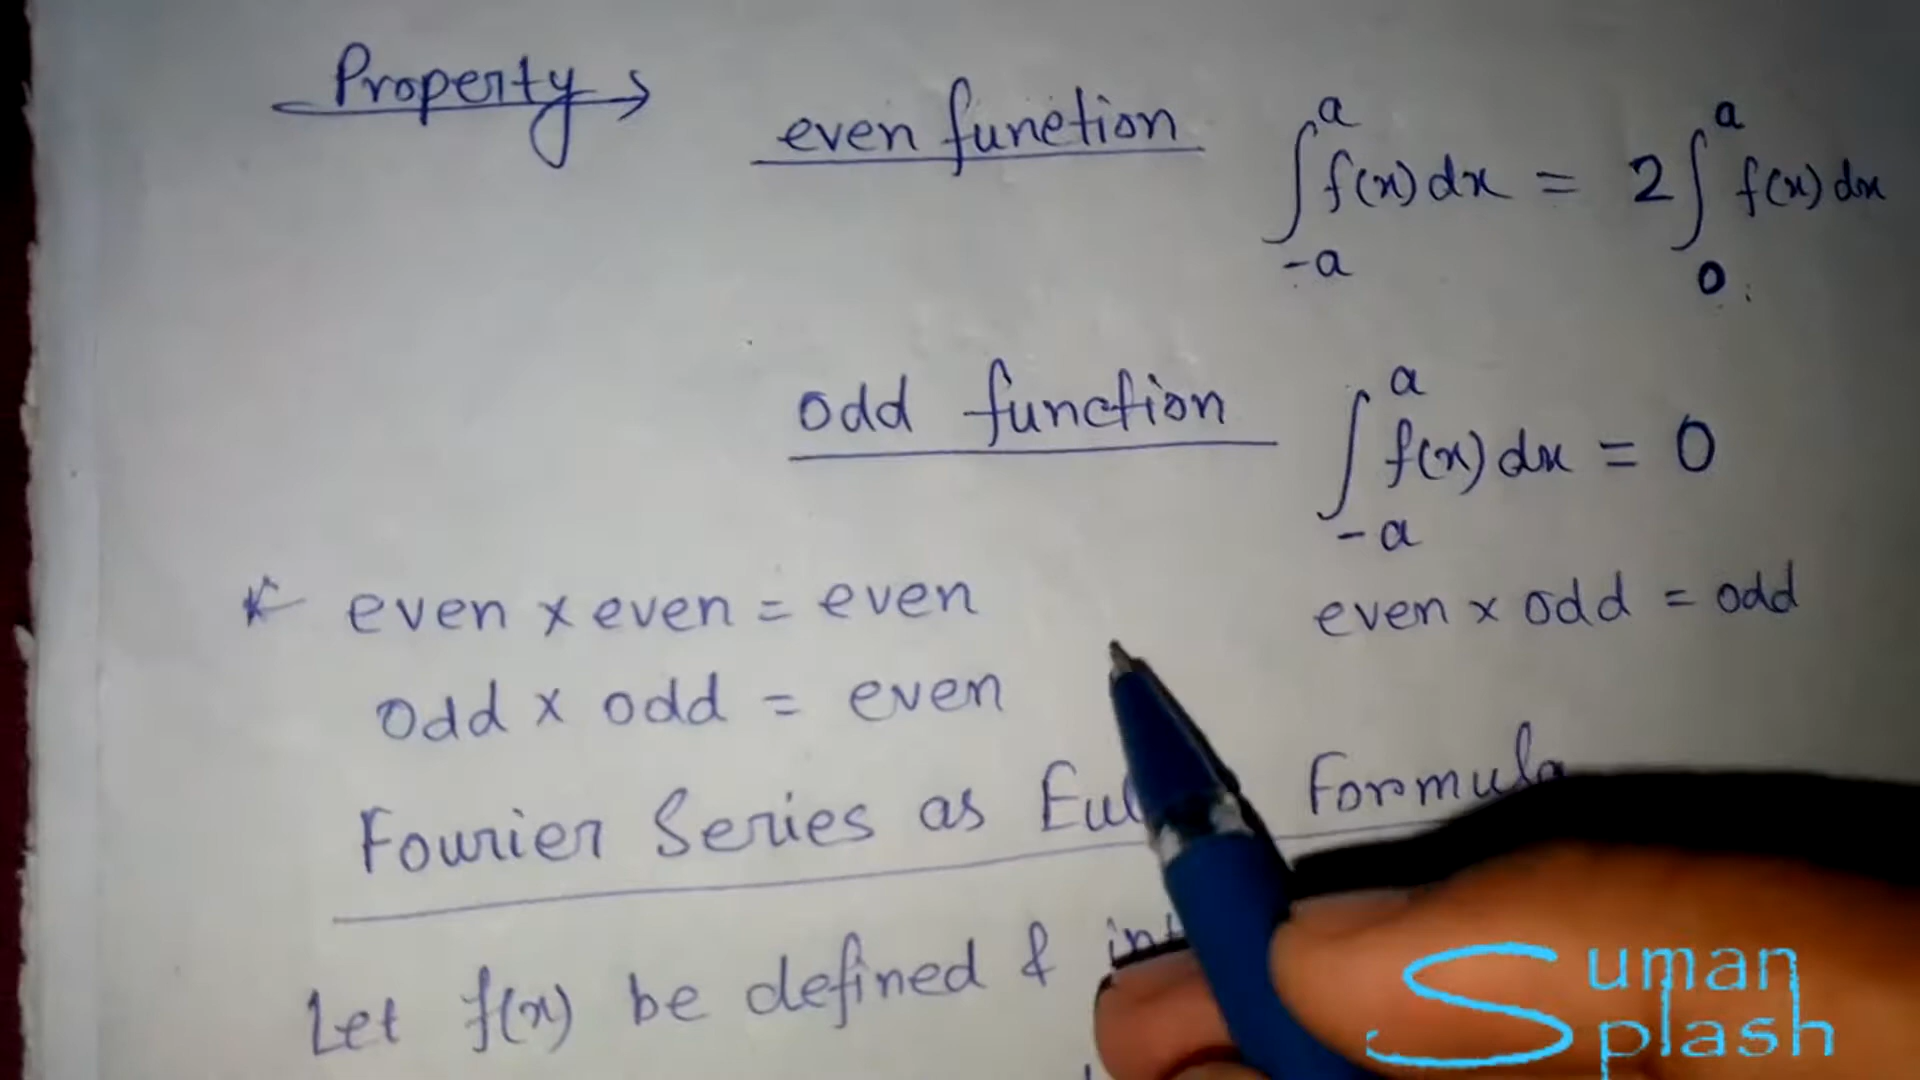 Property →
even function ∫_{-a}^{a} f(x) dx = 2∫_{0}^{a} f(x) dx
odd function ∫_{-a}^{a} f(x) dx = 0
* even x even = even even x odd = odd
odd x odd = even
Fourier Series as Formula
Let f(x) be defined &
Suman
Splash